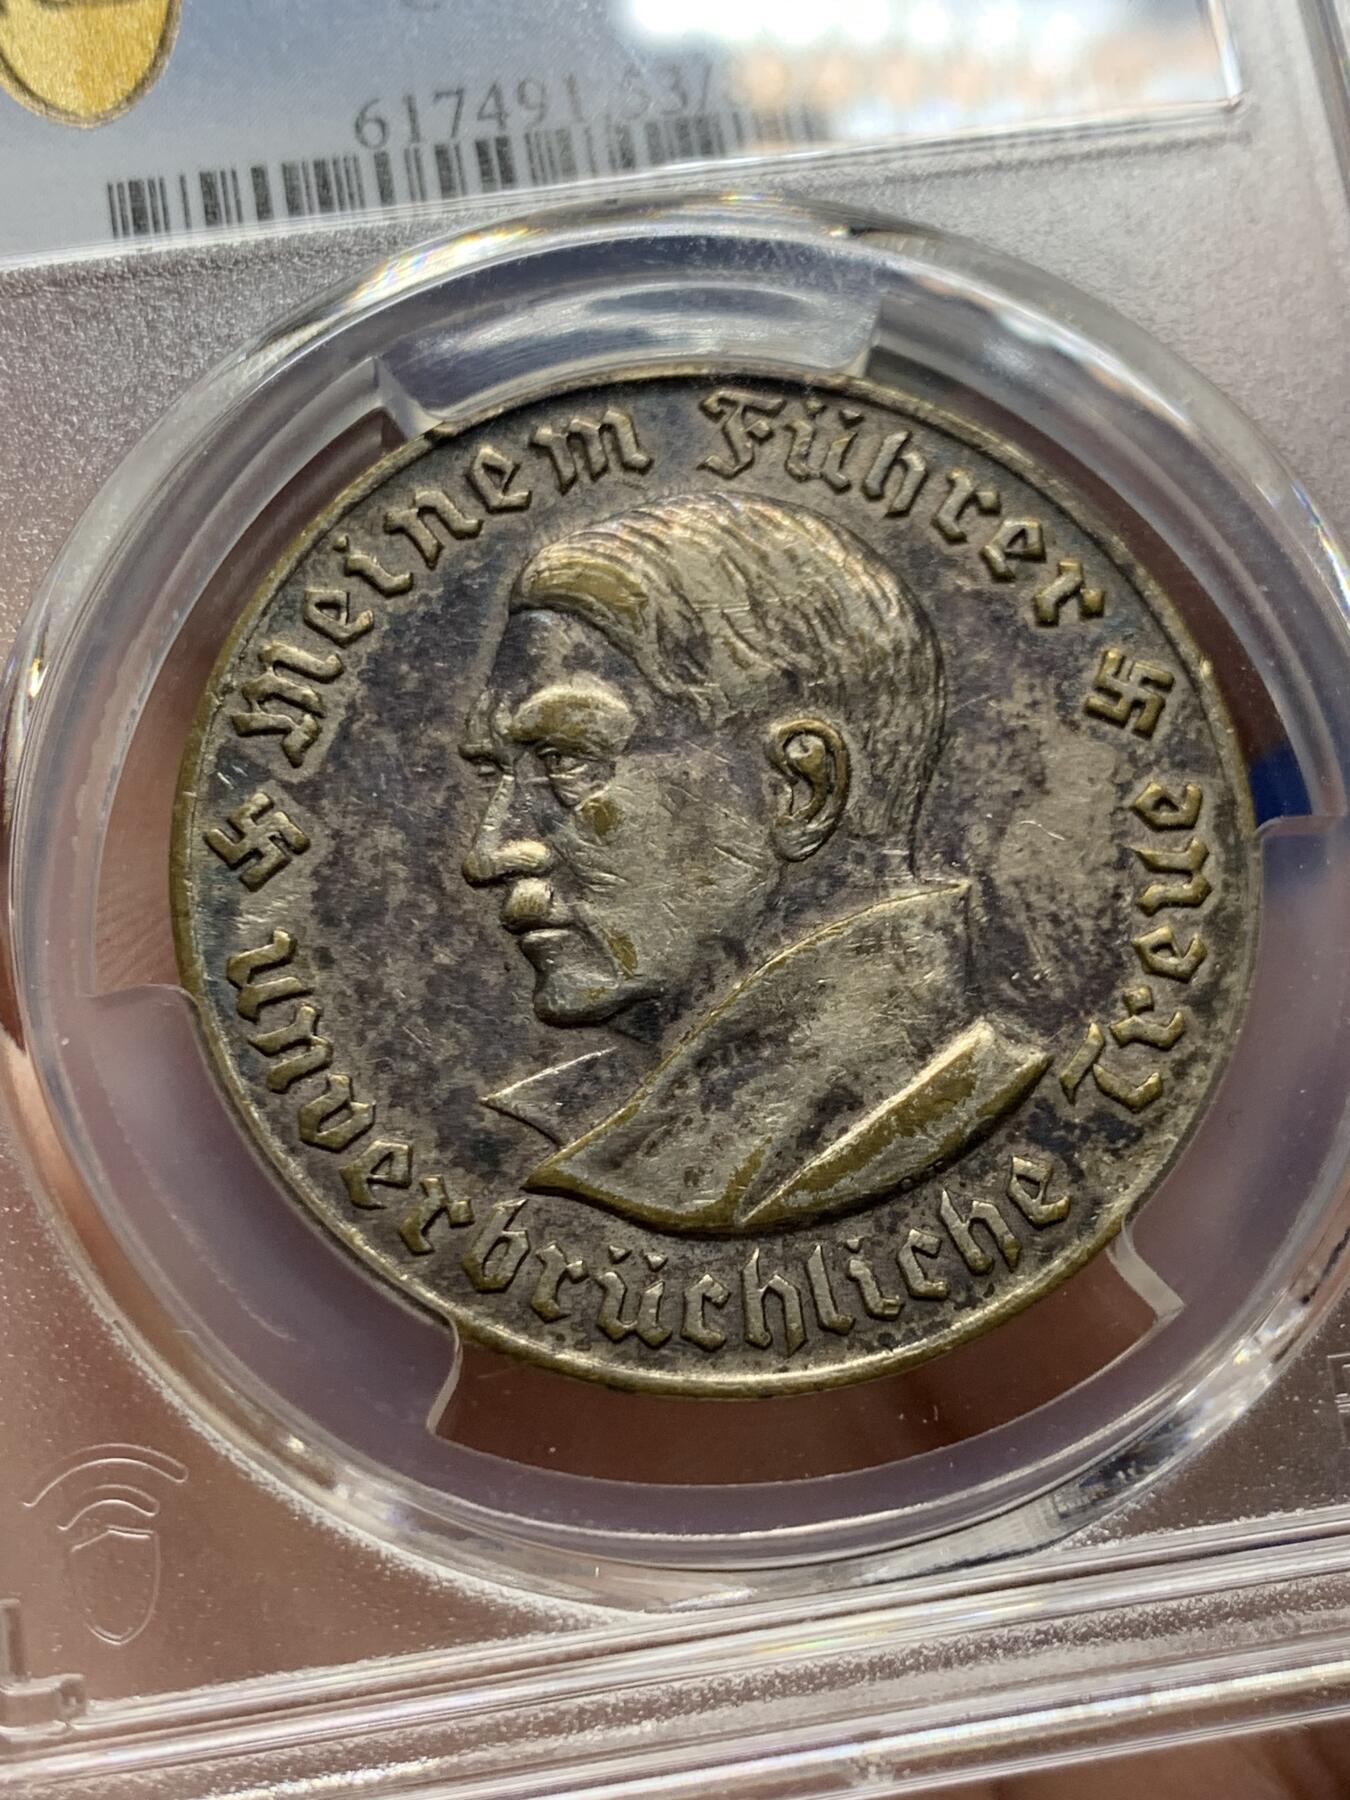 617491
Meinem Führer
unverbrüchliche Treue